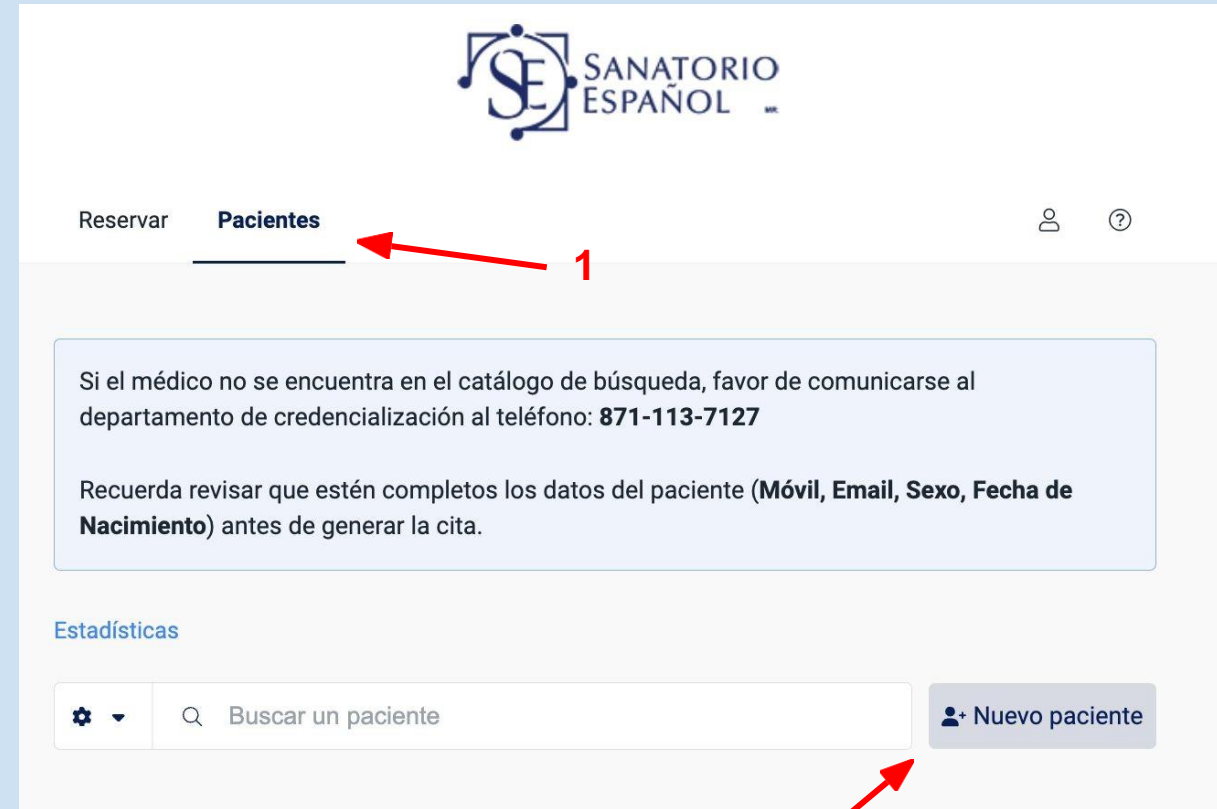 SE
SANATORIO
ESPAÑOL MR.
Reservar Pacientes
1
Si el médico no se encuentra en el catálogo de búsqueda, favor de comunicarse al
departamento de credencialización al teléfono: 871-113-7127
Recuerda revisar que estén completos los datos del paciente (Móvil, Email, Sexo, Fecha de
Nacimiento) antes de generar la cita.
Estadísticas
Buscar un paciente
Nuevo paciente